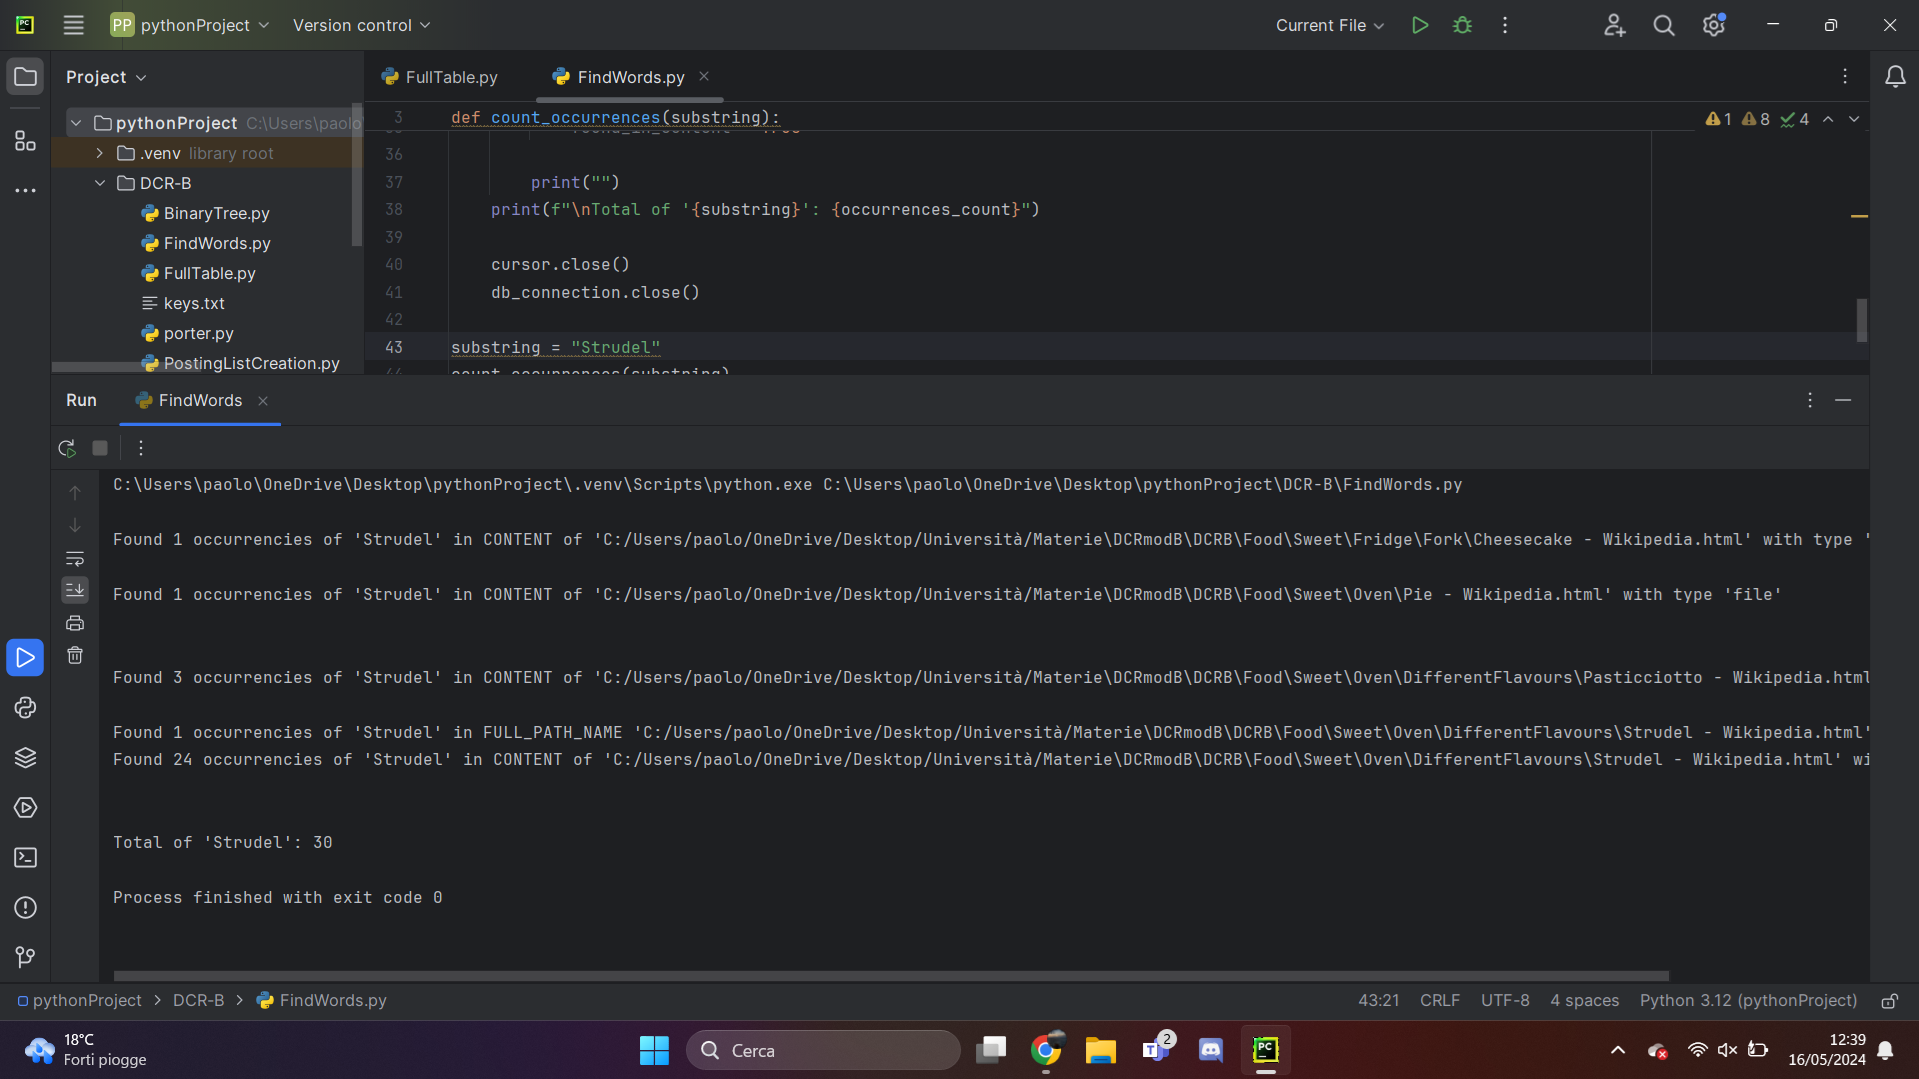 PP pythonProject Version control Current File
Project FullTable.py FindWords.py
pythonProject C:\Users\paolo
.venv library root
DCR-B
BinaryTree.py
FindWords.py
FullTable.py
keys.txt
porter.py
PostingListCreation.py
3 def count_occurrences(substring):
1 8 4
36
37 print("")
38 print(f"\nTotal of '{substring}': {occurrences_count}")
39
40 cursor.close()
41 db_connection.close()
42
43 substring = "Strudel"
44 count_occurrences(substring)
Run FindWords
C:\Users\paolo\OneDrive\Desktop\pythonProject\.venv\Scripts\python.exe C:\Users\paolo\OneDrive\Desktop\pythonProject\DCR-B\FindWords.py
Found 1 occurrencies of 'Strudel' in CONTENT of 'C:/Users/paolo/OneDrive/Desktop/Università/Materie\DCRmodB\DCRB\Food\Sweet\Fridge\Fork\Cheesecake - Wikipedia.html' with type '
Found 1 occurrencies of 'Strudel' in CONTENT of 'C:/Users/paolo/OneDrive/Desktop/Università/Materie\DCRmodB\DCRB\Food\Sweet\Oven\Pie - Wikipedia.html' with type 'file'
Found 3 occurrencies of 'Strudel' in CONTENT of 'C:/Users/paolo/OneDrive/Desktop/Università/Materie\DCRmodB\DCRB\Food\Sweet\Oven\DifferentFlavours\Pasticciotto - Wikipedia.html
Found 1 occurrencies of 'Strudel' in FULL_PATH_NAME 'C:/Users/paolo/OneDrive/Desktop/Università/Materie\DCRmodB\DCRB\Food\Sweet\Oven\DifferentFlavours\Strudel - Wikipedia.html'
Found 24 occurrencies of 'Strudel' in CONTENT of 'C:/Users/paolo/OneDrive/Desktop/Università/Materie\DCRmodB\DCRB\Food\Sweet\Oven\DifferentFlavours\Strudel - Wikipedia.html' wi
Total of 'Strudel': 30
Process finished with exit code 0
pythonProject > DCR-B > FindWords.py 43:21 CRLF UTF-8 4 spaces Python 3.12 (pythonProject)
18°C
Forti piogge
Cerca
2
12:39
16/05/2024